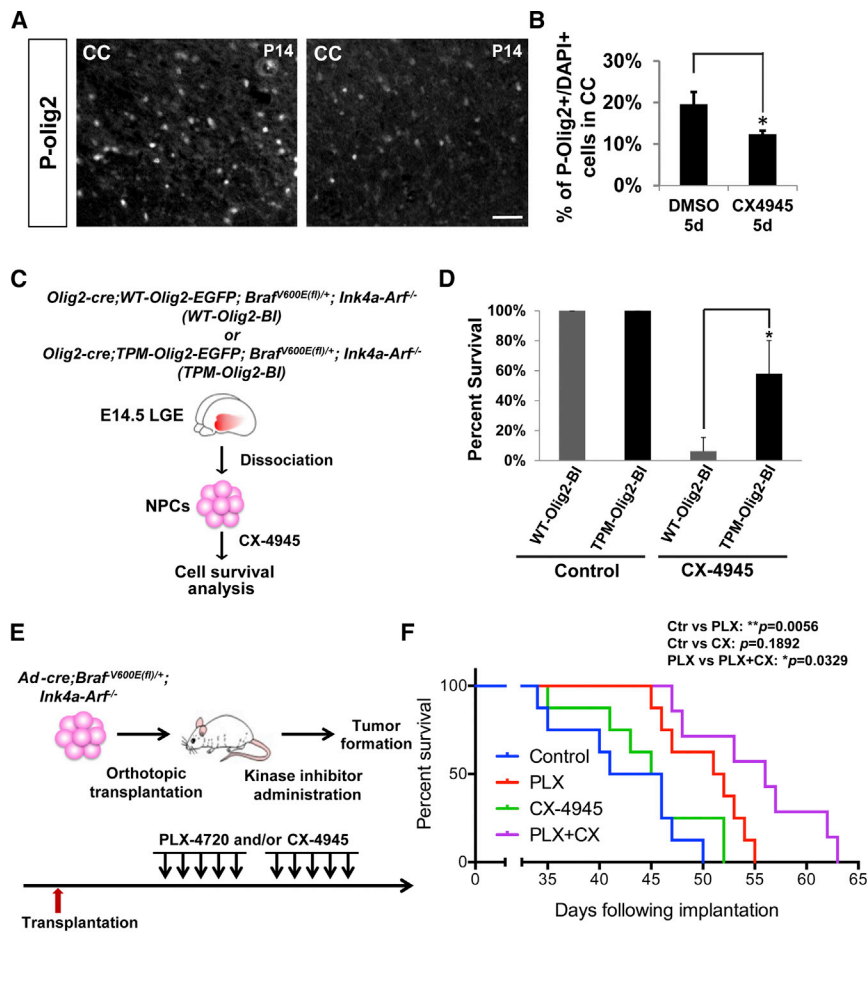 A
P-olig2
CC
P14
CC
P14
B
% of P-Olig2+/DAPI+
cells in CC
30%
20%
10%
0%
*
DMSO
5d
CX4945
5d
C
Olig2-cre;WT-Olig2-EGFP; BrafV600E(fl)/+; Ink4a-Arf-/-
(WT-Olig2-BI)
or
Olig2-cre;TPM-Olig2-EGFP; BrafV600E(fl)/+; Ink4a-Arf-/-
(TPM-Olig2-BI)
E14.5 LGE
Dissociation
NPCs
CX-4945
Cell survival
analysis
D
Percent Survival
100%
80%
60%
40%
20%
0%
*
WT-Olig2-BI
TPM-Olig2-BI
WT-Olig2-BI
TPM-Olig2-BI
Control
CX-4945
E
Ad-cre;BrafV600E(fl)/+;
Ink4a-Arf-/-
Orthotopic
transplantation
Kinase inhibitor
administration
Tumor
formation
PLX-4720 and/or CX-4945
Transplantation
F
Ctr vs PLX: **p=0.0056
Ctr vs CX: p=0.1892
PLX vs PLX+CX: *p=0.0329
Percent survival
100
50
0
Control
PLX
CX-4945
PLX+CX
0 35 40 45 50 55 60 65
Days following implantation